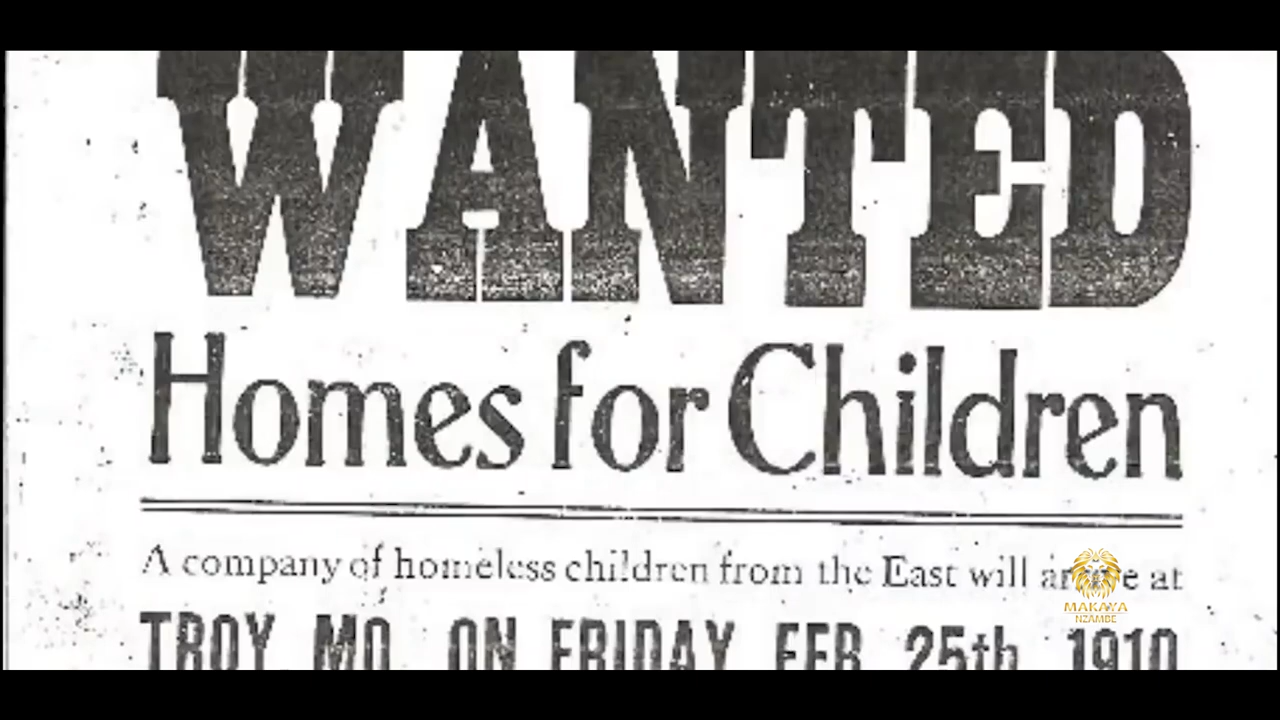 WANTED
Homes for Children
A company of homeless children from the East will arrive at
TROY MO. ON FRIDAY FEB 25th 1910
MAKAYA
NZAMBE